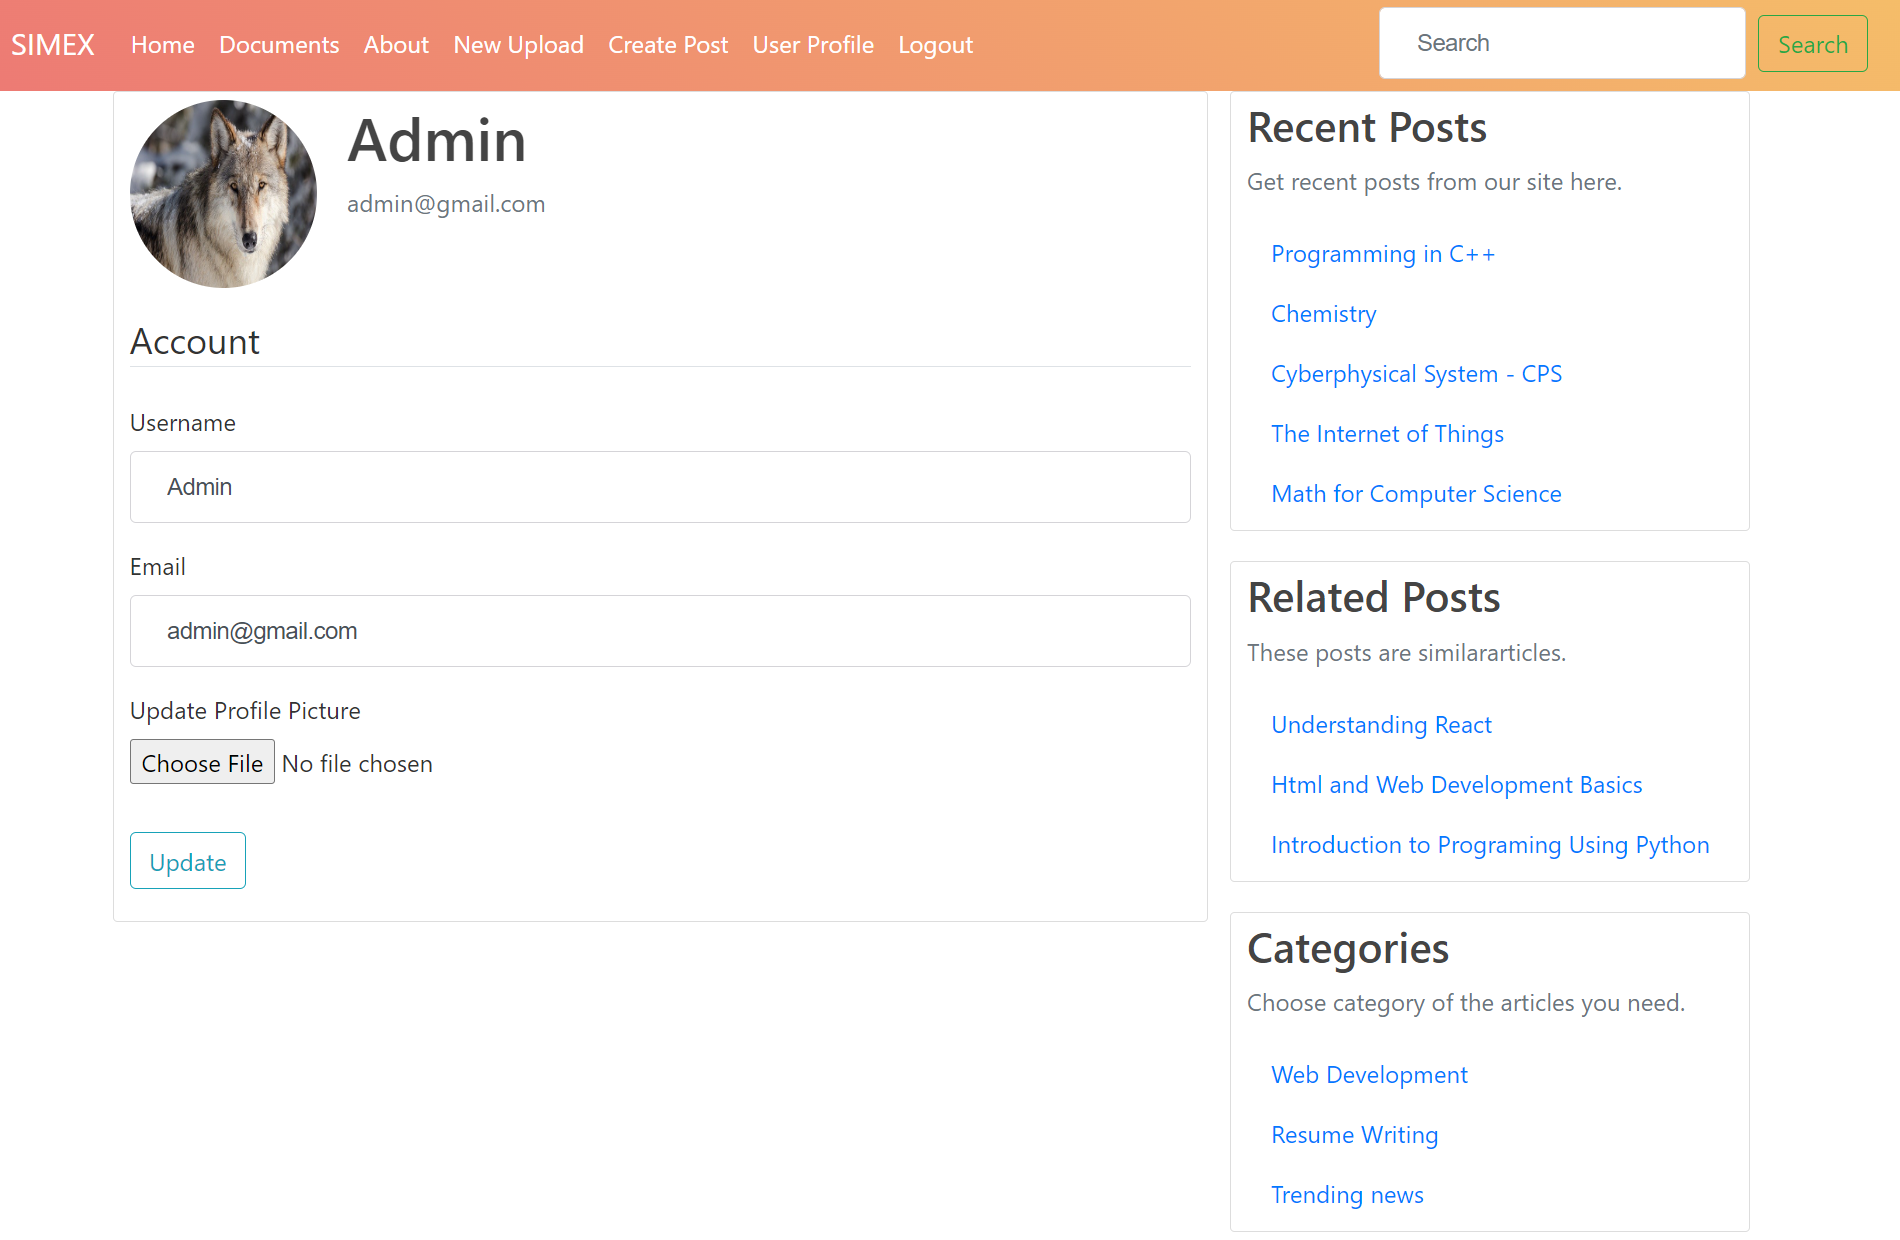 SIMEX Home Documents About New Upload Create Post User Profile Logout Search Search
Admin
admin@gmail.com
Account
Username
Admin
Email
admin@gmail.com
Update Profile Picture
Choose File No file chosen
Update
Recent Posts
Get recent posts from our site here.
Programming in C++
Chemistry
Cyberphysical System - CPS
The Internet of Things
Math for Computer Science
Related Posts
These posts are similararticles.
Understanding React
Html and Web Development Basics
Introduction to Programing Using Python
Categories
Choose category of the articles you need.
Web Development
Resume Writing
Trending news